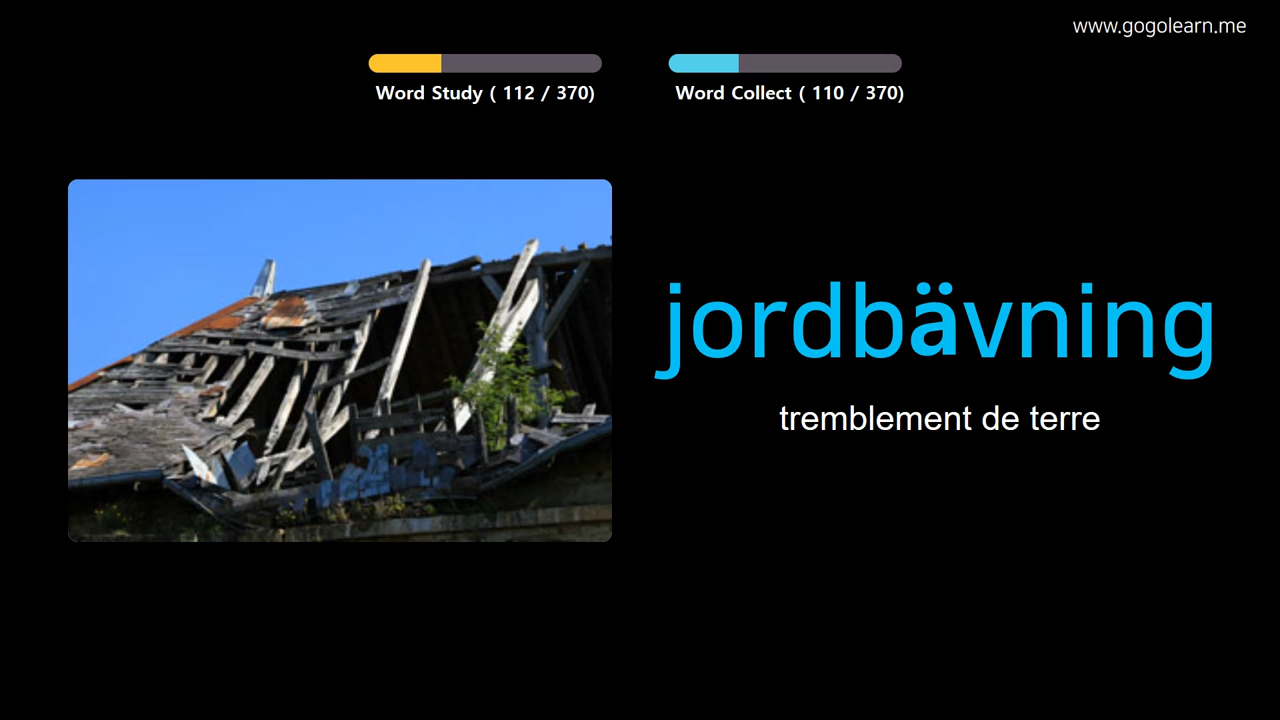 www.gogolearn.me
Word Study ( 112 / 370)
Word Collect ( 110 / 370)
jordbävning
tremblement de terre